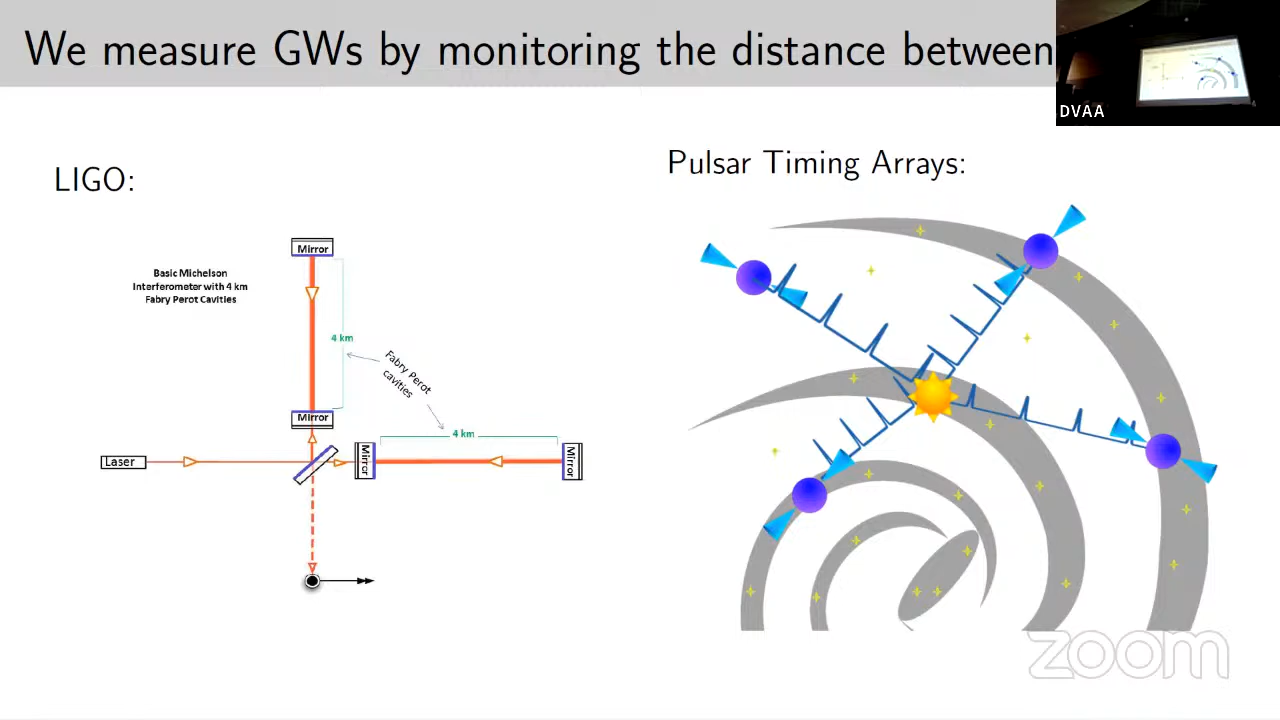 We measure GWs by monitoring the distance between
DVAA
LIGO:
Pulsar Timing Arrays:
Mirror
Basic Michelson
Interferometer with 4 km
Fabry Perot Cavities
4 km
Fabry Perot
cavities
Mirror
4 km
Laser
Mirror
Mirror
zoom